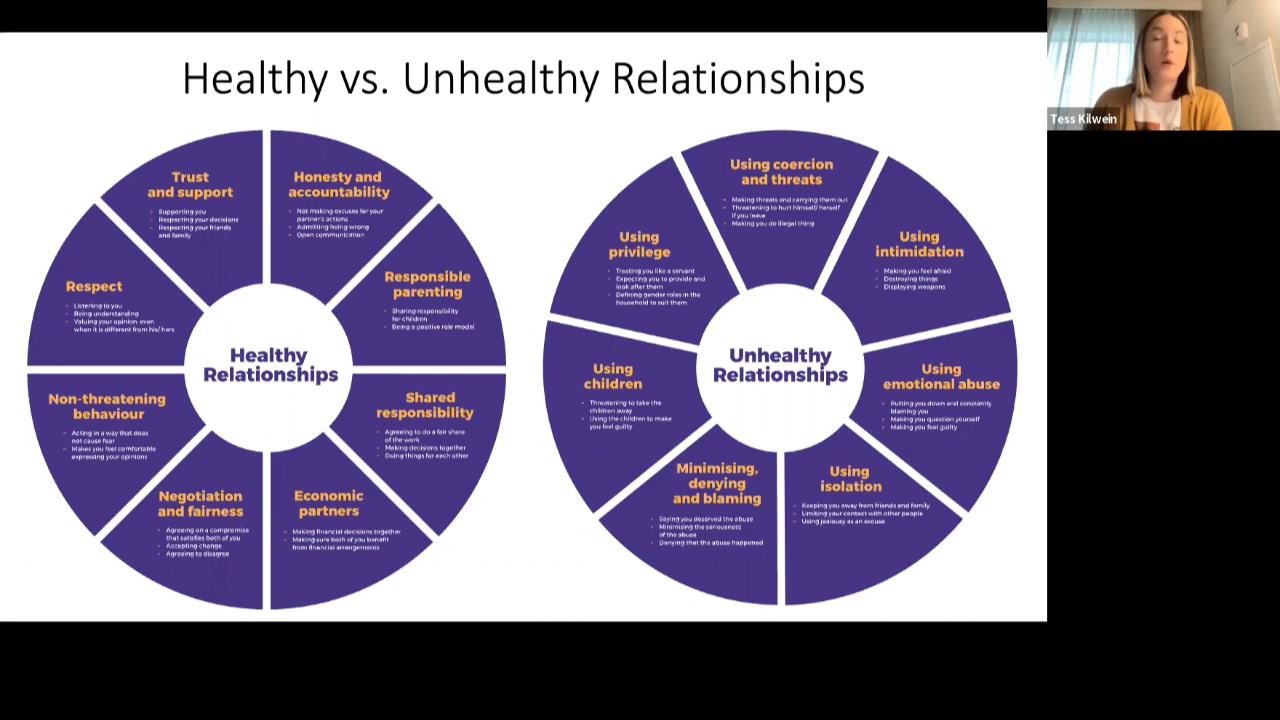 Healthy vs. Unhealthy Relationships
Tess Kilwein
Healthy
Relationships
Trust
and support
Supporting you
Respecting your decisions
Respecting your friends
and family
Honesty and
accountability
Not making excuses for your
partner's actions
Admitting being wrong
Open communication
Responsible
parenting
Sharing responsibility
for children
Being a positive role model
Shared
responsibility
Agreeing to do a fair share
of the work
Making decisions together
Doing things for each other
Economic
partners
Making financial decisions together
Making sure both of you benefit
from financial arrangements
Negotiation
and fairness
Agreeing on a compromise
that satisfies both of you
Accepting change
Agreeing to disagree
Non-threatening
behaviour
Acting in a way that does
not cause fear
Makes you feel comfortable
expressing your opinions
Respect
Listening to you
Being understanding
Valuing your opinion even
when it is different from his/ hers
Unhealthy
Relationships
Using coercion
and threats
Making threats and carrying them out
Threatening to hurt himself/ herself
if you leave
Making you do illegal thing
Using
intimidation
Making you feel afraid
Destroying things
Displaying weapons
Using
emotional abuse
Putting you down and constantly
blaming you
Making you question yourself
Making you feel guilty
Using
isolation
Keeping you away from friends and family
Limiting your contact with other people
Using jealousy as an excuse
Minimising,
denying
and blaming
Saying you deserved the abuse
Minimising the seriousness
of the abuse
Denying that the abuse happened
Using
children
Threatening to take the
children away
Using the children to make
you feel guilty
Using
privilege
Treating you like a servant
Expecting you to provide and
look after them
Defining gender roles in the
household to suit them